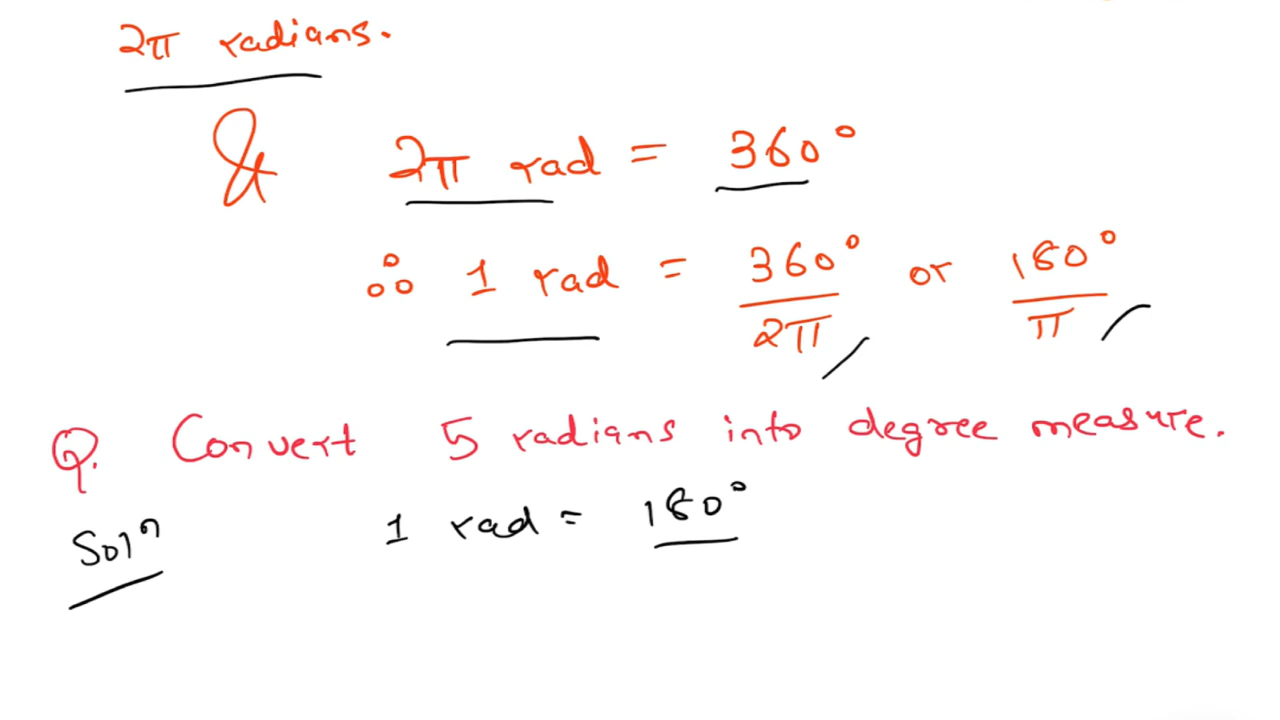 2π radians.
& 2π rad = 360°
∴ 1 rad = 360°/2π or 180°/π
Q. Convert 5 radians into degree measure.
Solⁿ 1 rad = 180°